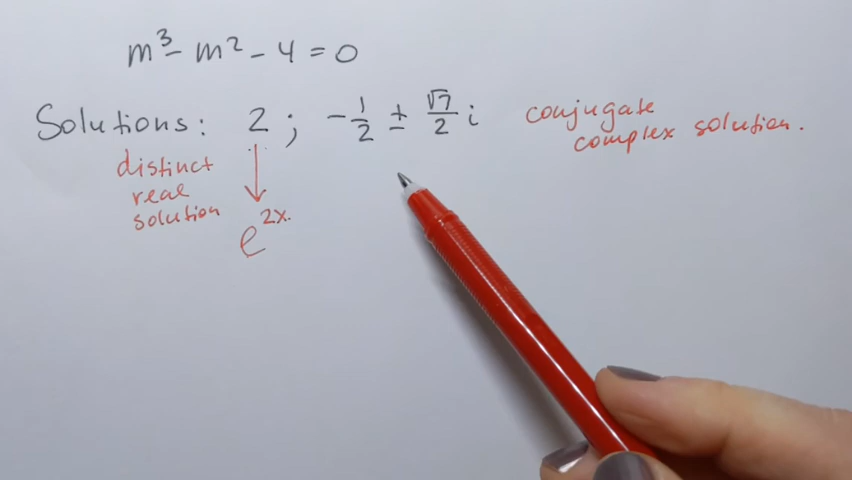 m³ - m² - 4 = 0
Solutions: 2 ; -1/2 ± √7/2 i
conjugate
complex solution.
distinct
real
solution
e^2x.